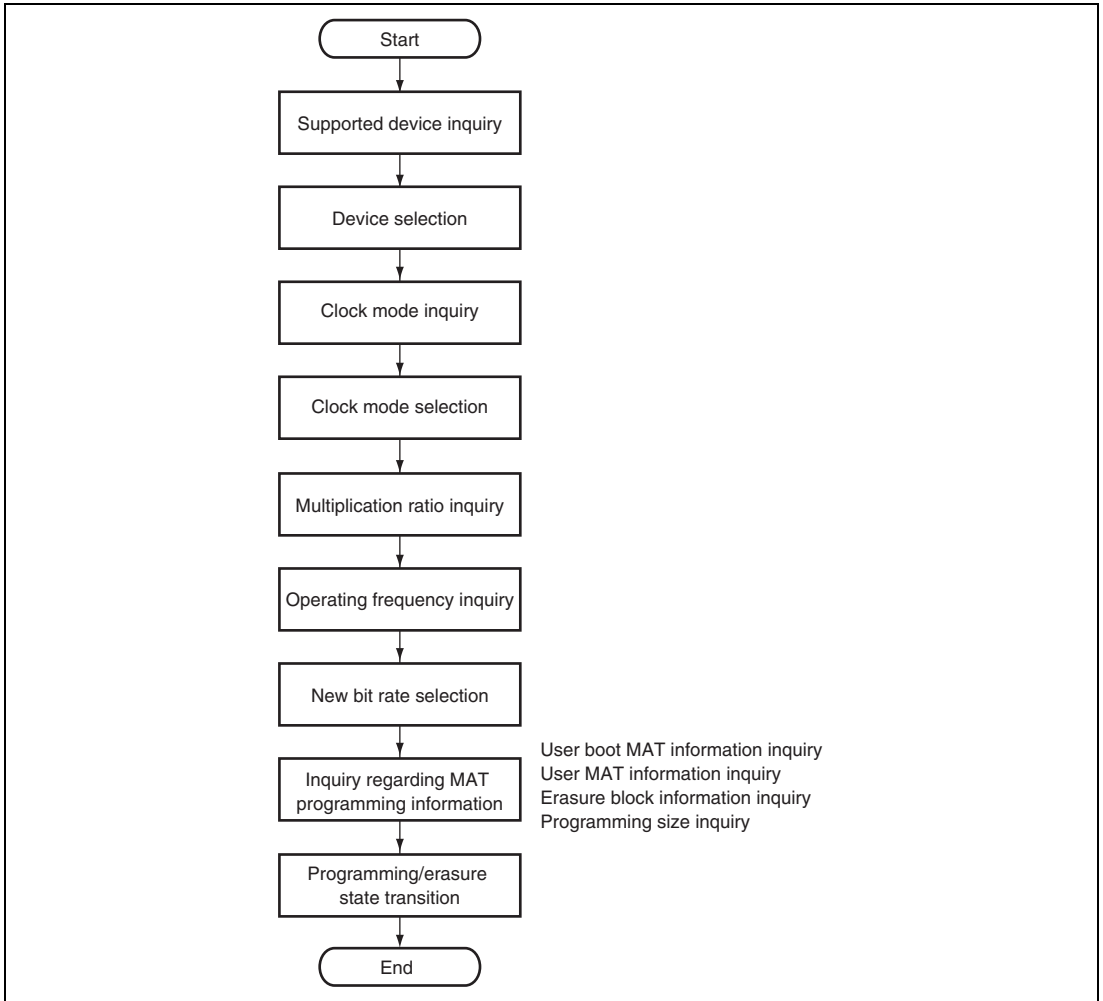 Start
Supported device inquiry
Device selection
Clock mode inquiry
Clock mode selection
Multiplication ratio inquiry
Operating frequency inquiry
New bit rate selection
Inquiry regarding MAT
programming information
User boot MAT information inquiry
User MAT information inquiry
Erasure block information inquiry
Programming size inquiry
Programming/erasure
state transition
End